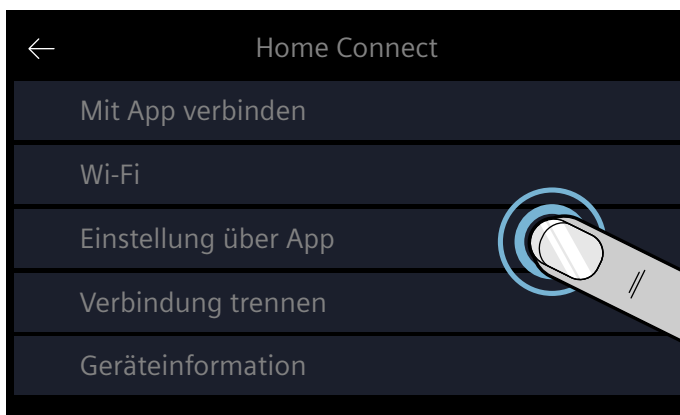 Home Connect
Mit App verbinden
Wi-Fi
Einstellung über App
Verbindung trennen
Geräteinformation